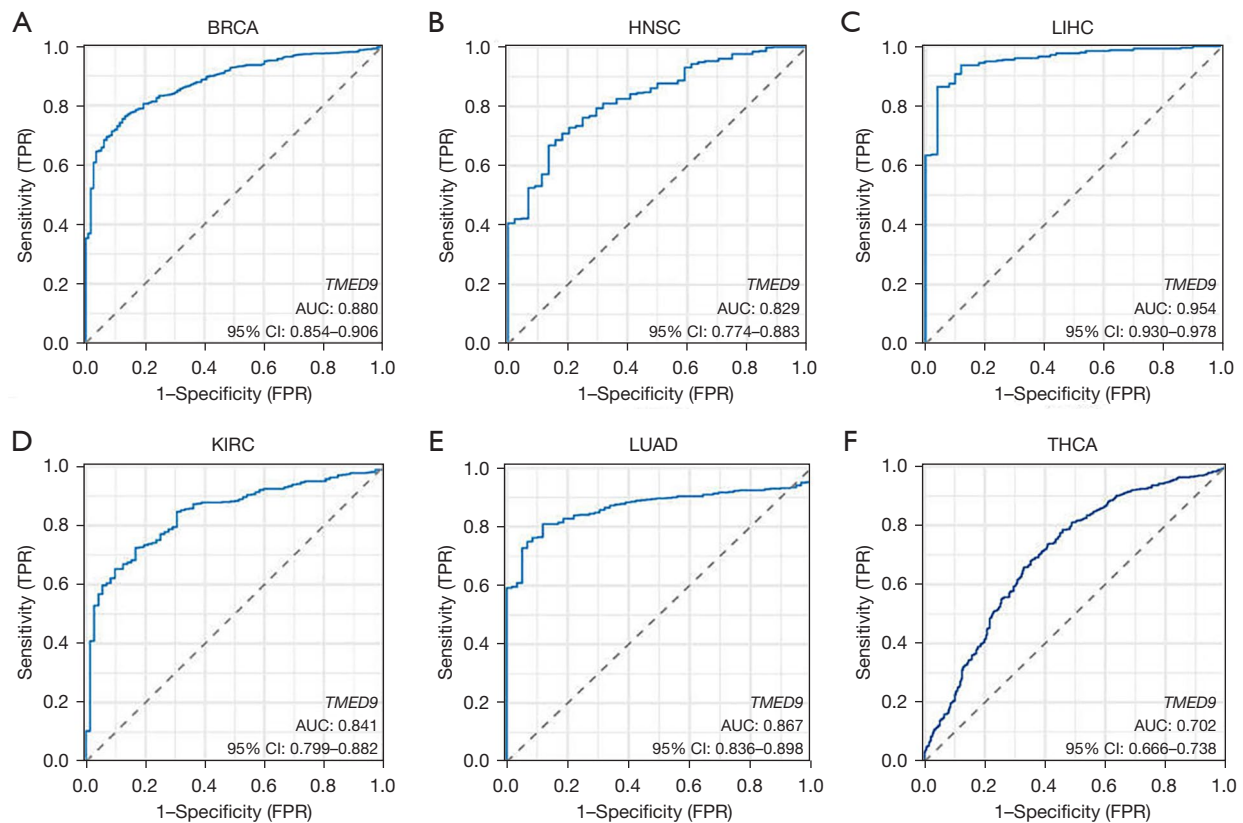 A
BRCA
1.0
0.8
0.6
0.4
0.2
0.0
Sensitivity (TPR)
TMED9
AUC: 0.880
95% CI: 0.854–0.906
0.0 0.2 0.4 0.6 0.8 1.0
1–Specificity (FPR)
B
HNSC
1.0
0.8
0.6
0.4
0.2
0.0
Sensitivity (TPR)
TMED9
AUC: 0.829
95% CI: 0.774–0.883
0.0 0.2 0.4 0.6 0.8 1.0
1–Specificity (FPR)
C
LIHC
1.0
0.8
0.6
0.4
0.2
0.0
Sensitivity (TPR)
TMED9
AUC: 0.954
95% CI: 0.930–0.978
0.0 0.2 0.4 0.6 0.8 1.0
1–Specificity (FPR)
D
KIRC
1.0
0.8
0.6
0.4
0.2
0.0
Sensitivity (TPR)
TMED9
AUC: 0.841
95% CI: 0.799–0.882
0.0 0.2 0.4 0.6 0.8 1.0
1–Specificity (FPR)
E
LUAD
1.0
0.8
0.6
0.4
0.2
0.0
Sensitivity (TPR)
TMED9
AUC: 0.867
95% CI: 0.836–0.898
0.0 0.2 0.4 0.6 0.8 1.0
1–Specificity (FPR)
F
THCA
1.0
0.8
0.6
0.4
0.2
0.0
Sensitivity (TPR)
TMED9
AUC: 0.702
95% CI: 0.666–0.738
0.0 0.2 0.4 0.6 0.8 1.0
1–Specificity (FPR)